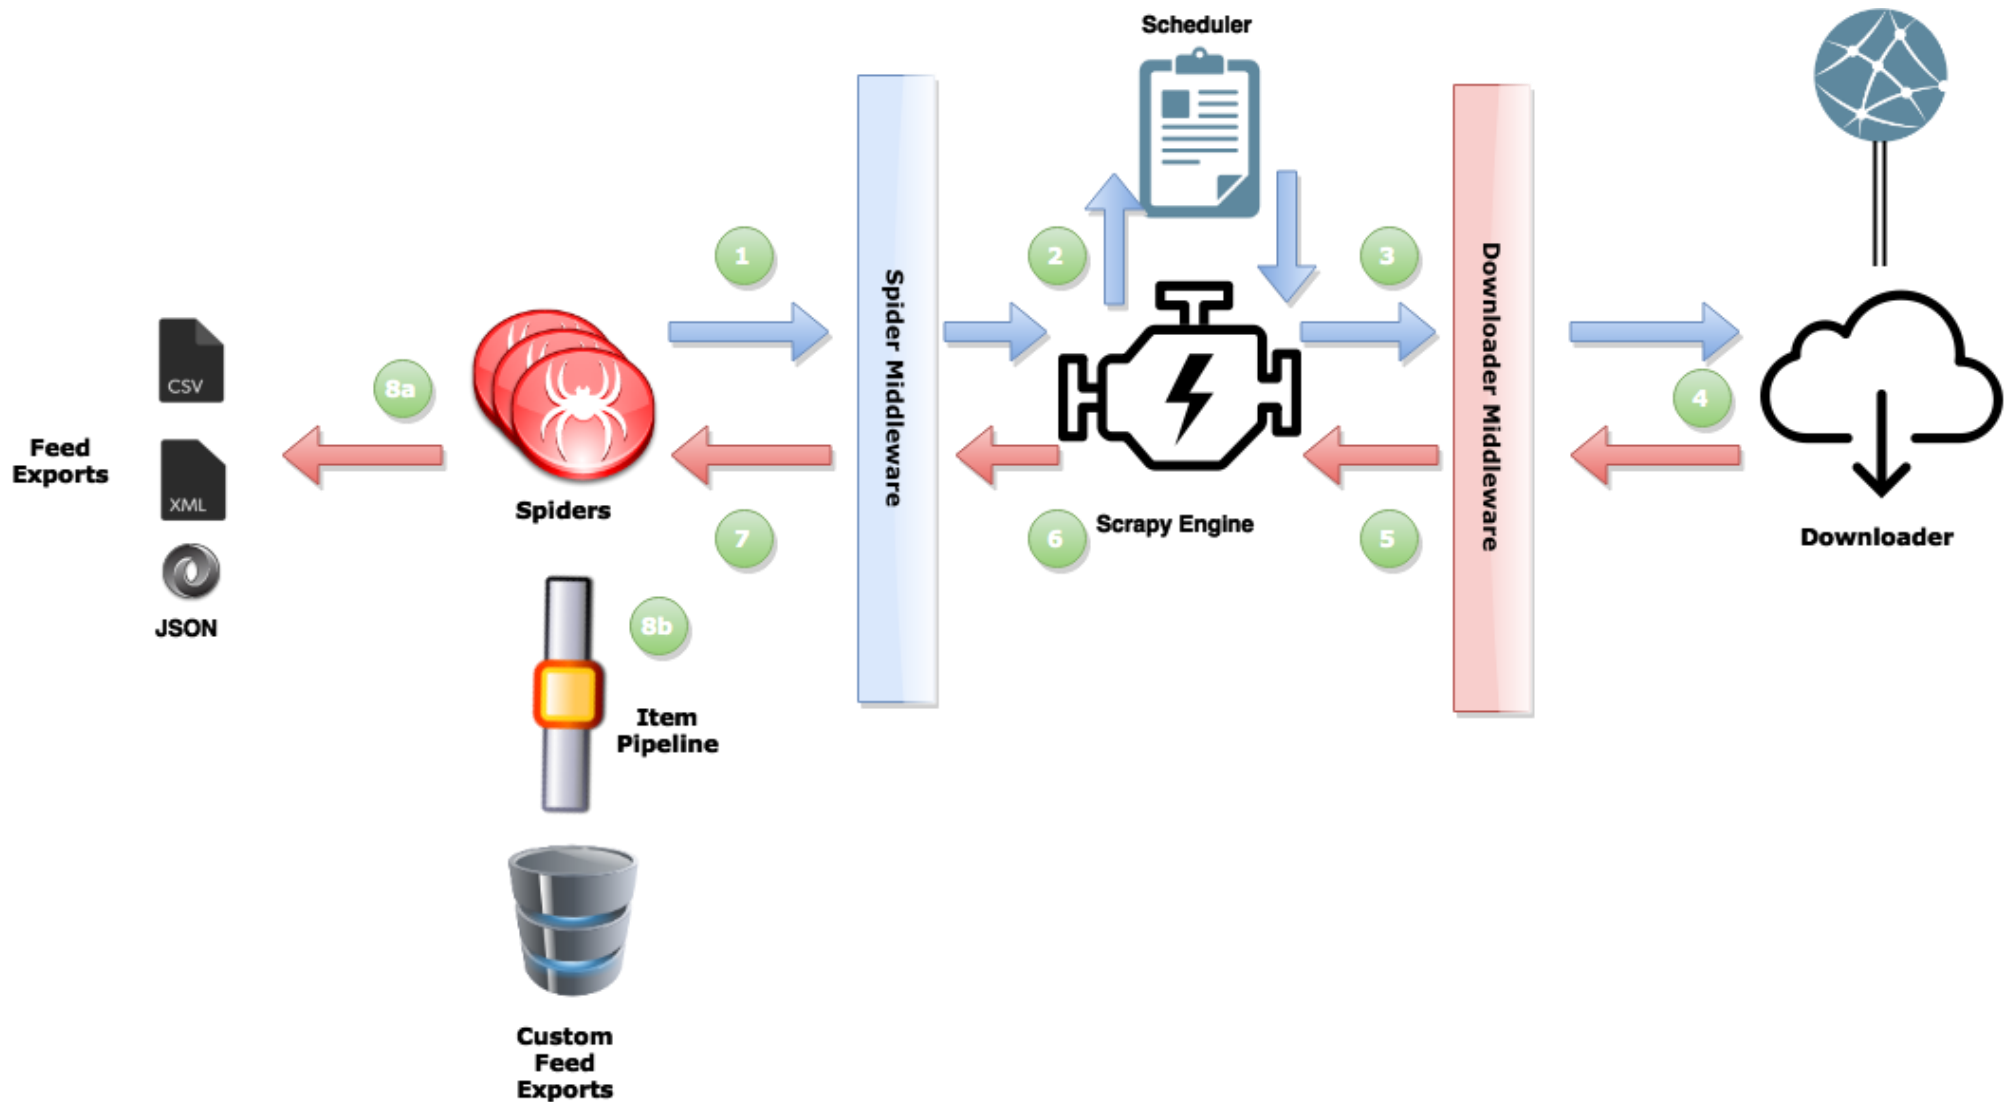 Scheduler
1
2
3
Spider Middleware
Downloader Middleware
CSV
8a
4
Feed
Exports
XML
Spiders
Scrapy Engine
7
6
5
Downloader
JSON
8b
Item
Pipeline
Custom
Feed
Exports